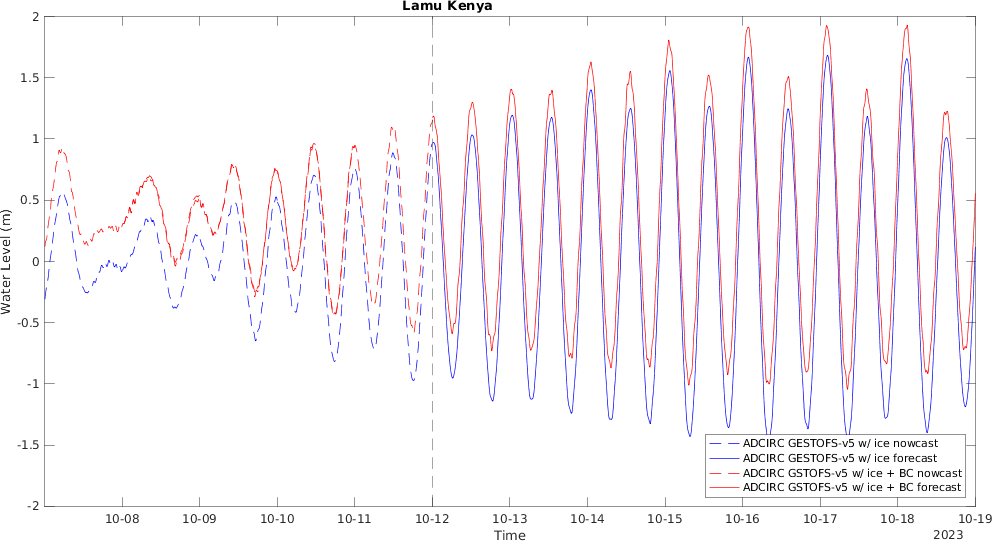 Lamu Kenya
2
1.5
1
0.5
0
-0.5
-1
-1.5
-2
Water Level (m)
ADCIRC GESTOFS-v5 w/ ice nowcast
ADCIRC GESTOFS-v5 w/ ice forecast
ADCIRC GSTOFS-v5 w/ ice + BC nowcast
ADCIRC GSTOFS-v5 w/ ice + BC forecast
10-08 10-09 10-10 10-11 10-12 10-13 10-14 10-15 10-16 10-17 10-18 10-19
Time
2023